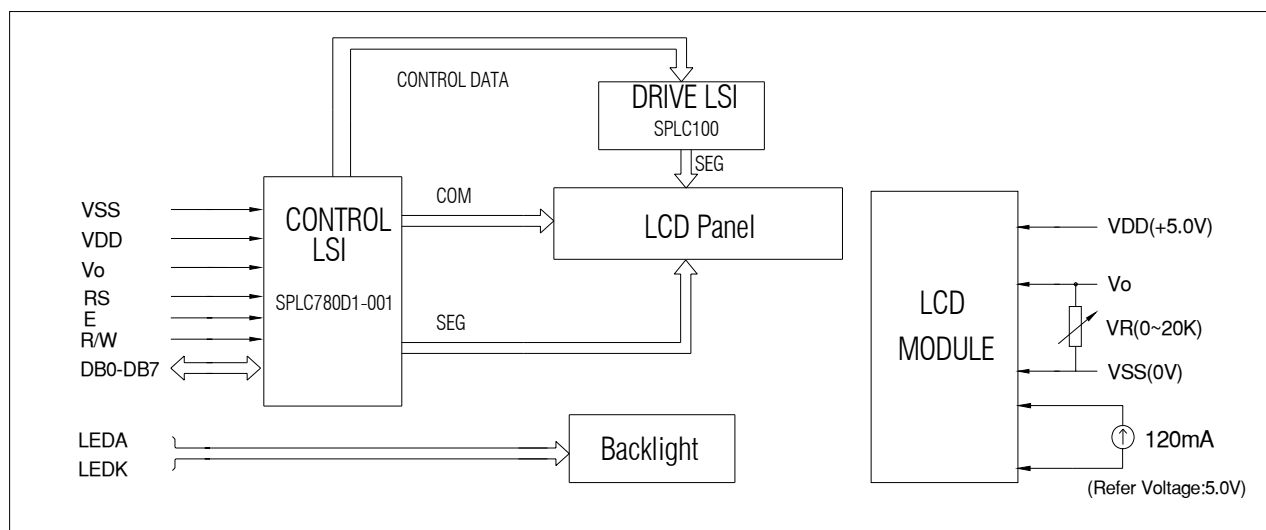 CONTROL DATA
DRIVE LSI
SPLC100
SEG
VSS
VDD
Vo
RS
E
R/W
DB0-DB7
CONTROL
LSI
SPLC780D1-001
COM
SEG
LCD Panel
LEDA
LEDK
Backlight
LCD
MODULE
VDD(+5.0V)
Vo
VR(0~20K)
VSS(0V)
120mA
(Refer Voltage:5.0V)